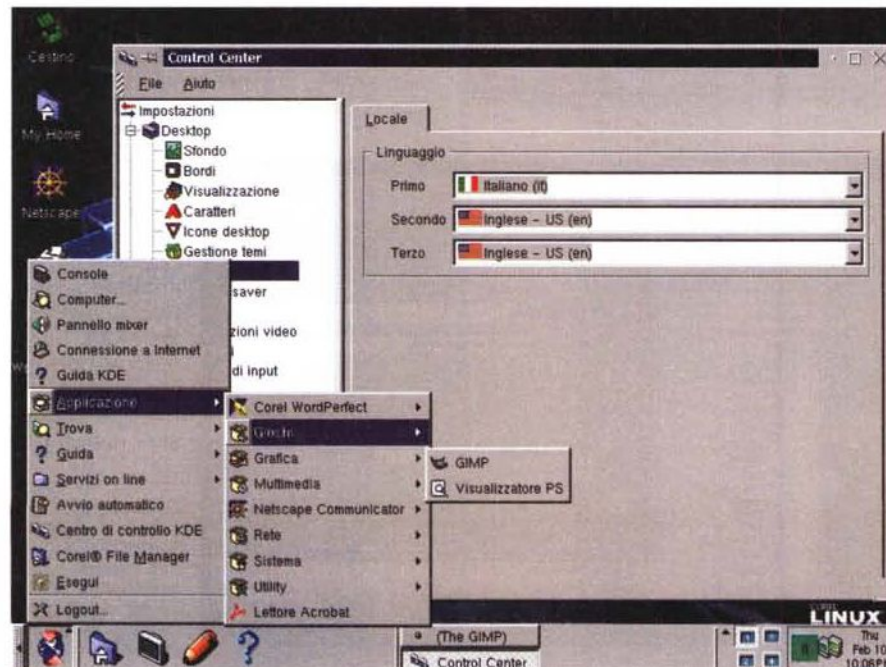 Cestino
My Home
Netscape
Control Center
File Aiuto
Impostazioni
Desktop
Sfondo
Bordi
Visualizzazione
Caratteri
Icone desktop
Gestione temi
saver
zioni video
di input
Locale
Linguaggio
Primo Italiano (it)
Secondo Inglese - US (en)
Terzo Inglese - US (en)
Console
Computer...
Pannello mixer
Connessione a Internet
Guida KDE
Applicazione
Trova
Guida
Servizi on line
Avvio automatico
Centro di controllo KDE
Corel® File Manager
Esegui
Logout...
Corel WordPerfect
Giochi
Grafica
Multimedia
Netscape Communicator
Rete
Sistema
Utility
Lettore Acrobat
GIMP
Visualizzatore PS
LINUX
(The GIMP)
Control Center
Thu
Feb 10